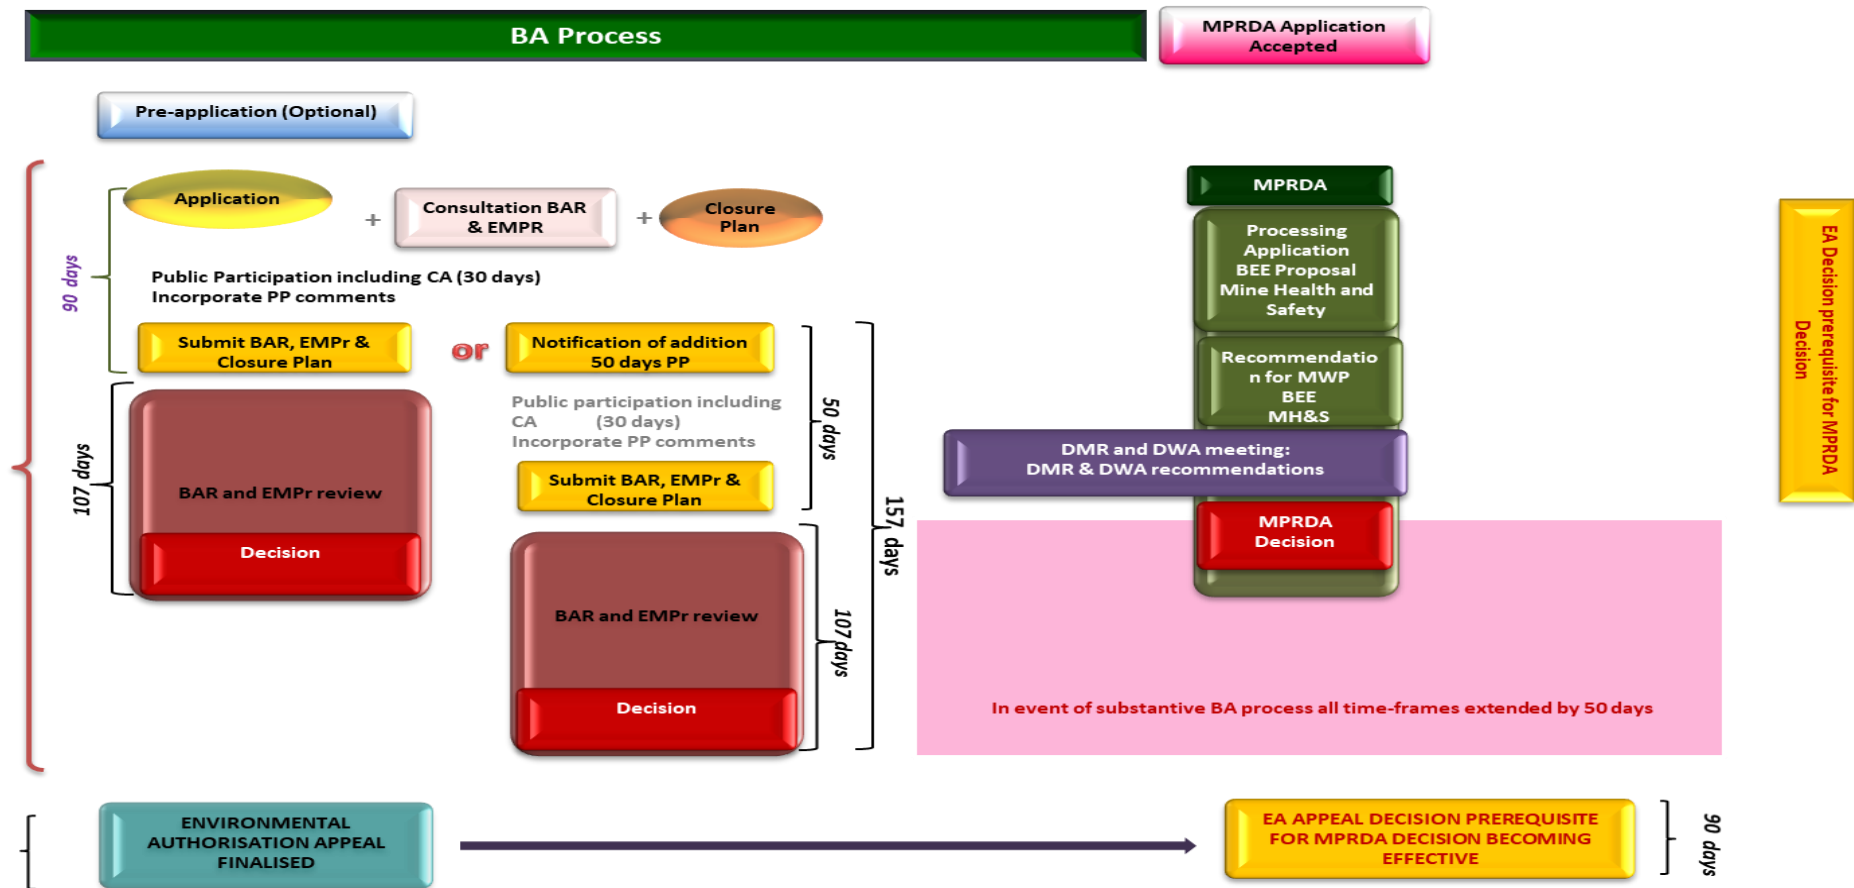 BA Process
MPRDA Application
Accepted
Pre-application (Optional)
Application
+
Consultation BAR
& EMPR
+
Closure
Plan
90 days
Public Participation including CA (30 days)
Incorporate PP comments
Submit BAR, EMPr &
Closure Plan
or
Notification of addition
50 days PP
Public participation including
CA (30 days)
Incorporate PP comments
Submit BAR, EMPr &
Closure Plan
50 days
107 days
BAR and EMPr review
Decision
BAR and EMPr review
Decision
107 days
157 days
MPRDA
Processing
Application
BEE Proposal
Mine Health and
Safety
Recommendatio
n for MWP
BEE
MH&S
DMR and DWA meeting:
DMR & DWA recommendations
MPRDA
Decision
In event of substantive BA process all time-frames extended by 50 days
EA Decision prerequisite for MPRDA
Decision
ENVIRONMENTAL
AUTHORISATION APPEAL
FINALISED
EA APPEAL DECISION PREREQUISITE
FOR MPRDA DECISION BECOMING
EFFECTIVE
90 days